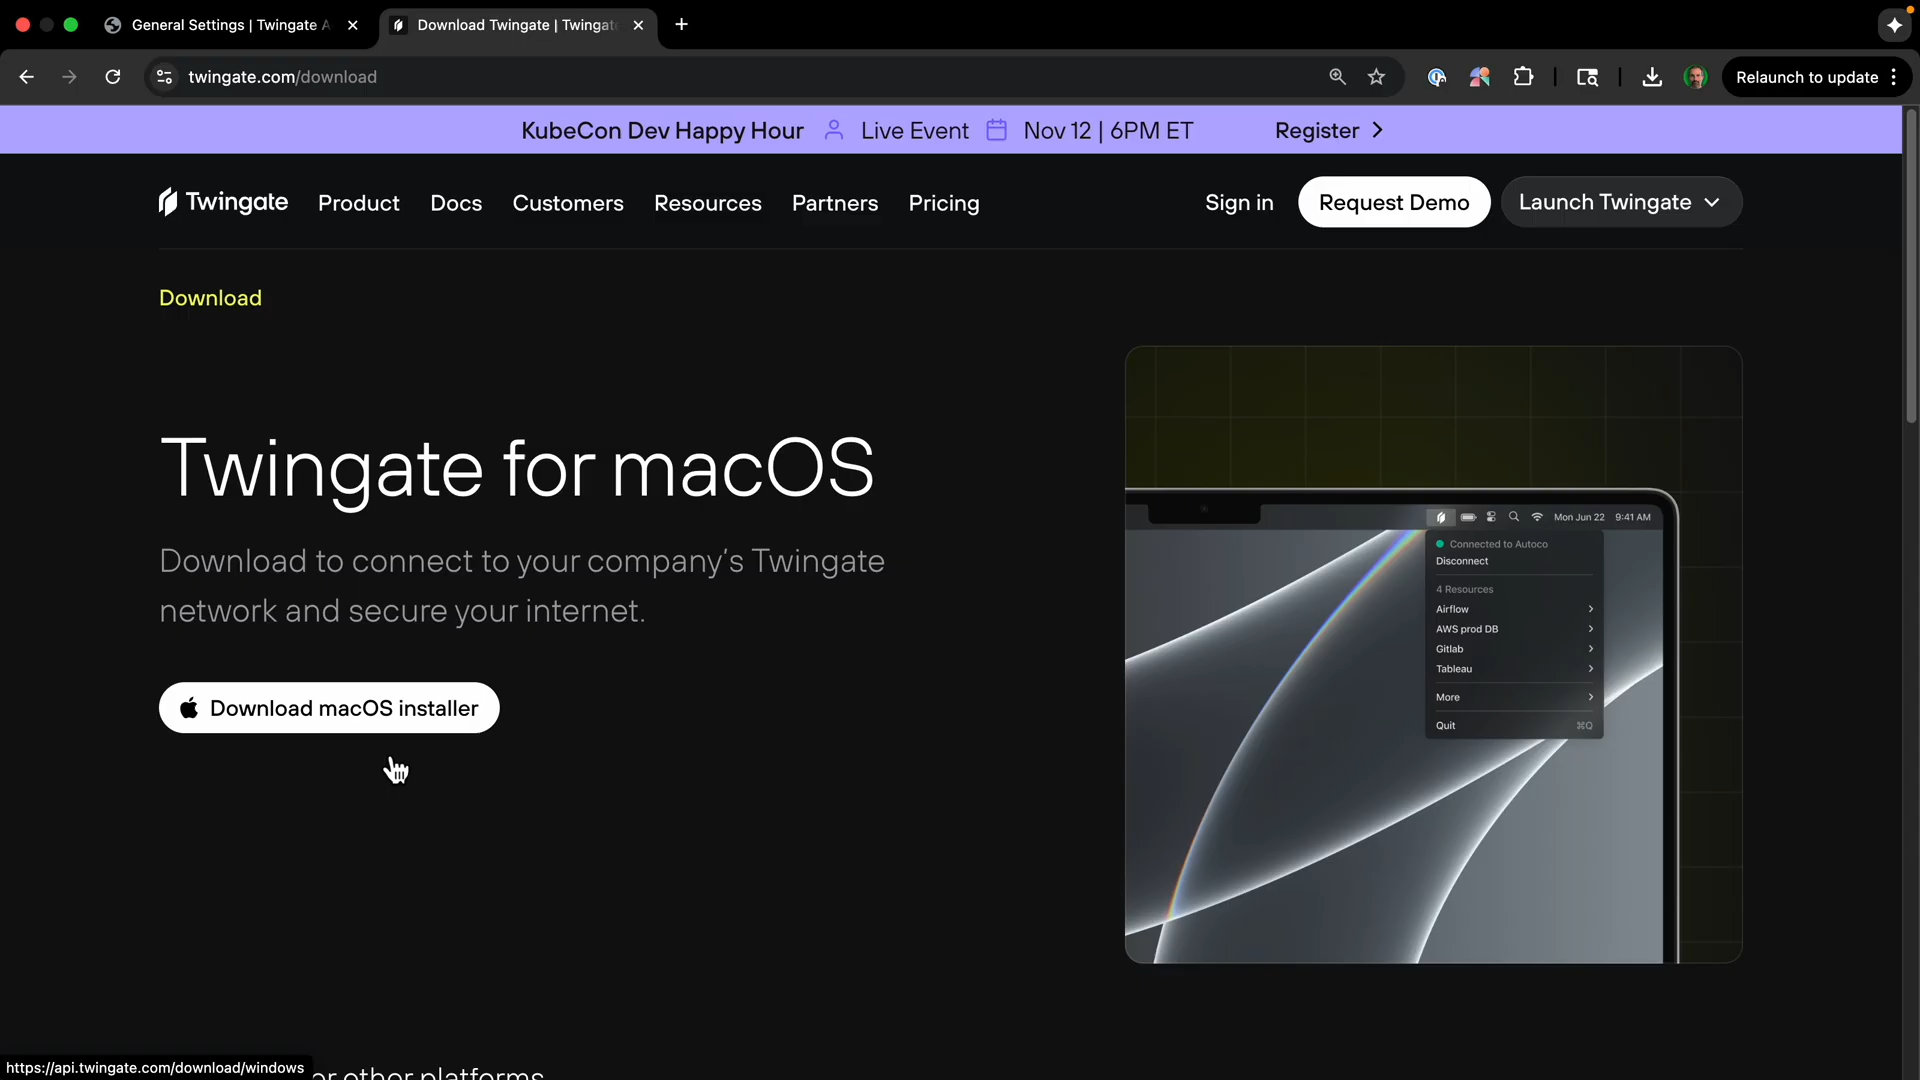 General Settings | Twingate A
Download Twingate | Twingat
twingate.com/download
Relaunch to update
KubeCon Dev Happy Hour
Live Event
Nov 12 | 6PM ET
Register
Twingate
Product
Docs
Customers
Resources
Partners
Pricing
Sign in
Request Demo
Launch Twingate
Download
Twingate for macOS
Download to connect to your company's Twingate
network and secure your internet.
Download macOS installer
Mon Jun 22 9:41 AM
Connected to Autoco
Disconnect
4 Resources
Airflow
AWS prod DB
Gitlab
Tableau
More
Quit ⌘Q
https://api.twingate.com/download/windows
or other platforms